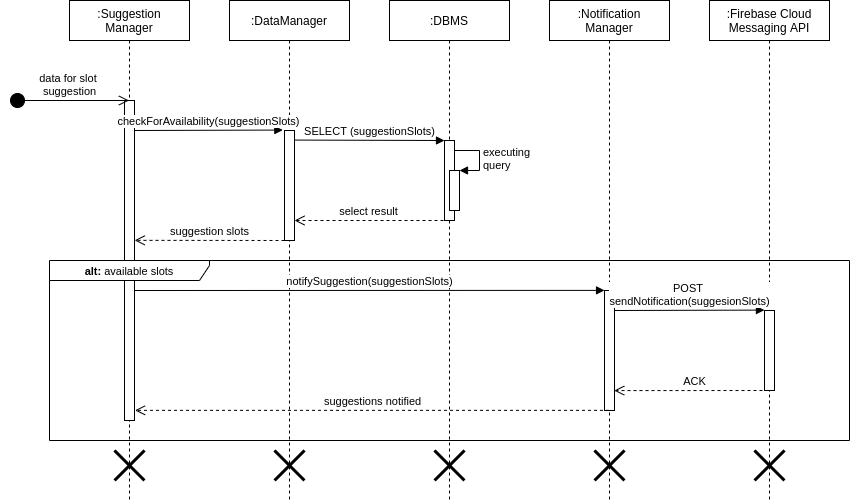 :Suggestion
Manager
:DataManager
:DBMS
:Notification
Manager
:Firebase Cloud
Messaging API
data for slot
suggestion
checkForAvailability(suggestionSlots)
SELECT (suggestionSlots)
executing
query
select result
suggestion slots
alt: available slots
notifySuggestion(suggestionSlots)
POST
sendNotification(suggesionSlots)
ACK
suggestions notified